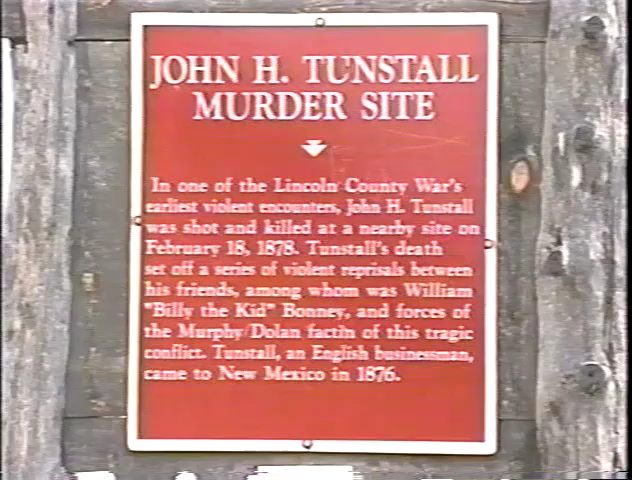 JOHN H. TUNSTALL
MURDER SITE
In one of the Lincoln County War's
earliest violent encounters, John H. Tunstall
was shot and killed at a nearby site on
February 18, 1878. Tunstall's death
set off a series of violent reprisals between
his friends, among whom was William
"Billy the Kid" Bonney, and forces of
the Murphy/Dolan factin of this tragic
conflict. Tunstall, an English businessman,
came to New Mexico in 1876.